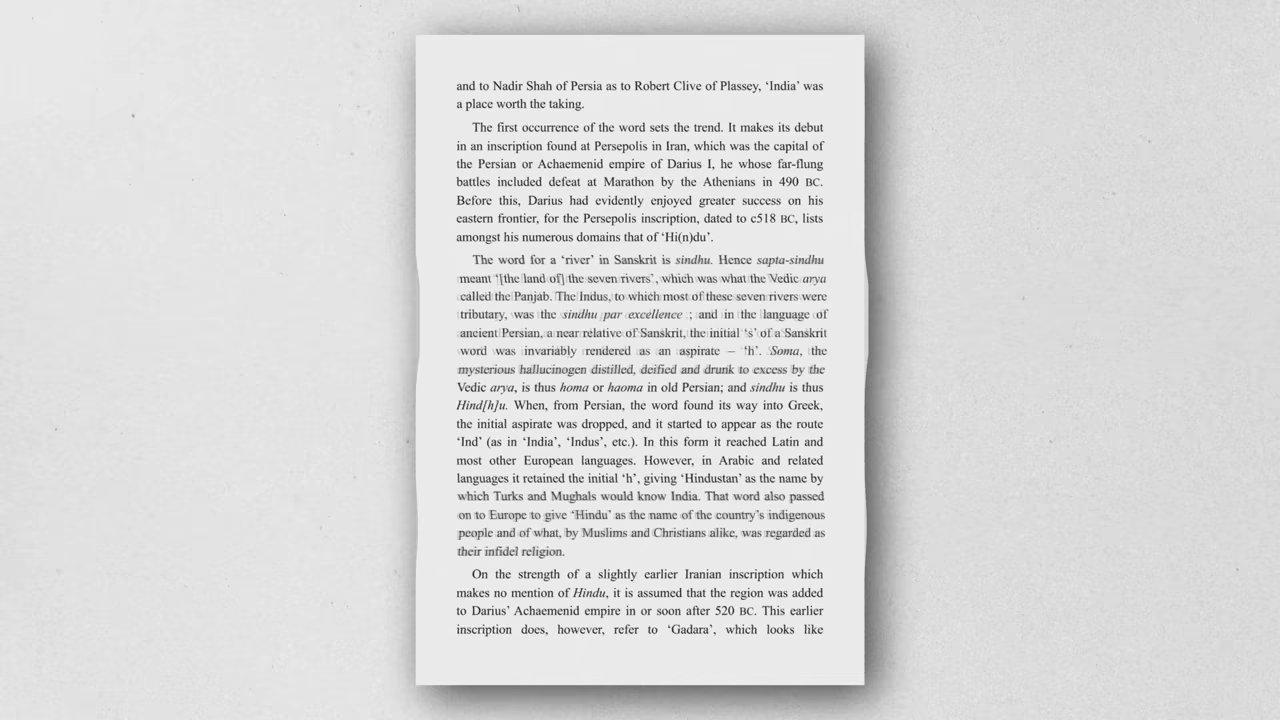 and to Nadir Shah of Persia as to Robert Clive of Plassey, ‘India’ was
a place worth the taking.
The first occurrence of the word sets the trend. It makes its debut
in an inscription found at Persepolis in Iran, which was the capital of
the Persian or Achaemenid empire of Darius I, he whose far-flung
battles included defeat at Marathon by the Athenians in 490 BC.
Before this, Darius had evidently enjoyed greater success on his
eastern frontier, for the Persepolis inscription, dated to c518 BC, lists
amongst his numerous domains that of ‘Hi(n)du’.
The word for a ‘river’ in Sanskrit is sindhu. Hence sapta-sindhu
meant ‘[the land of] the seven rivers’, which was what the Vedic arya
called the Panjab. The Indus, to which most of these seven rivers were
tributary, was the sindhu par excellence ; and in the language of
ancient Persian, a near relative of Sanskrit, the initial ‘s’ of a Sanskrit
word was invariably rendered as an aspirate – ‘h’. Soma, the
mysterious hallucinogen distilled, deified and drunk to excess by the
Vedic arya, is thus homa or haoma in old Persian; and sindhu is thus
Hind[h]u. When, from Persian, the word found its way into Greek,
the initial aspirate was dropped, and it started to appear as the route
‘Ind’ (as in ‘India’, ‘Indus’, etc.). In this form it reached Latin and
most other European languages. However, in Arabic and related
languages it retained the initial ‘h’, giving ‘Hindustan’ as the name by
which Turks and Mughals would know India. That word also passed
on to Europe to give ‘Hindu’ as the name of the country’s indigenous
people and of what, by Muslims and Christians alike, was regarded as
their infidel religion.
On the strength of a slightly earlier Iranian inscription which
makes no mention of Hindu, it is assumed that the region was added
to Darius’ Achaemenid empire in or soon after 520 BC. This earlier
inscription does, however, refer to ‘Gadara’, which looks like